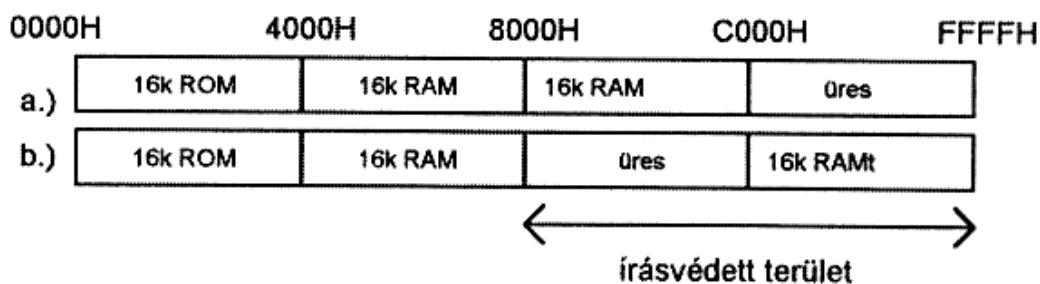 0000H 4000H 8000H C000H FFFFH
a.) 16k ROM 16k RAM 16k RAM üres
b.) 16k ROM 16k RAM üres 16k RAMt
írásvédett terület